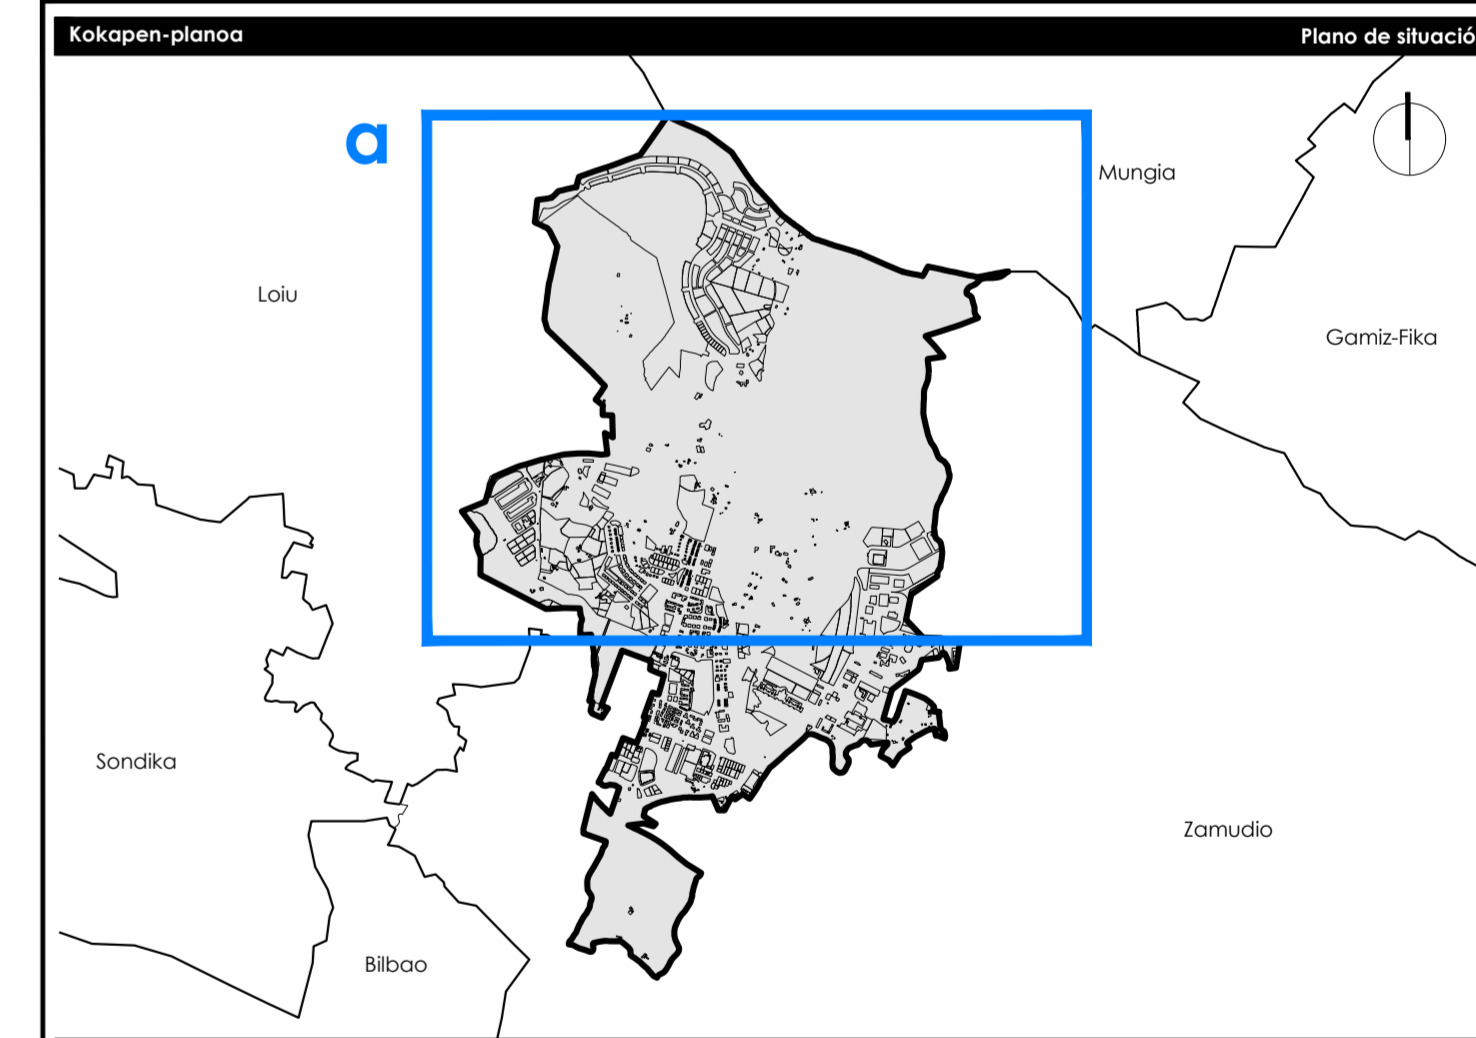 Kokapen-planoa
Plano de situació
a
Mungia
Loiu
Gamiz-Fika
Sondika
Zamudio
Bilbao